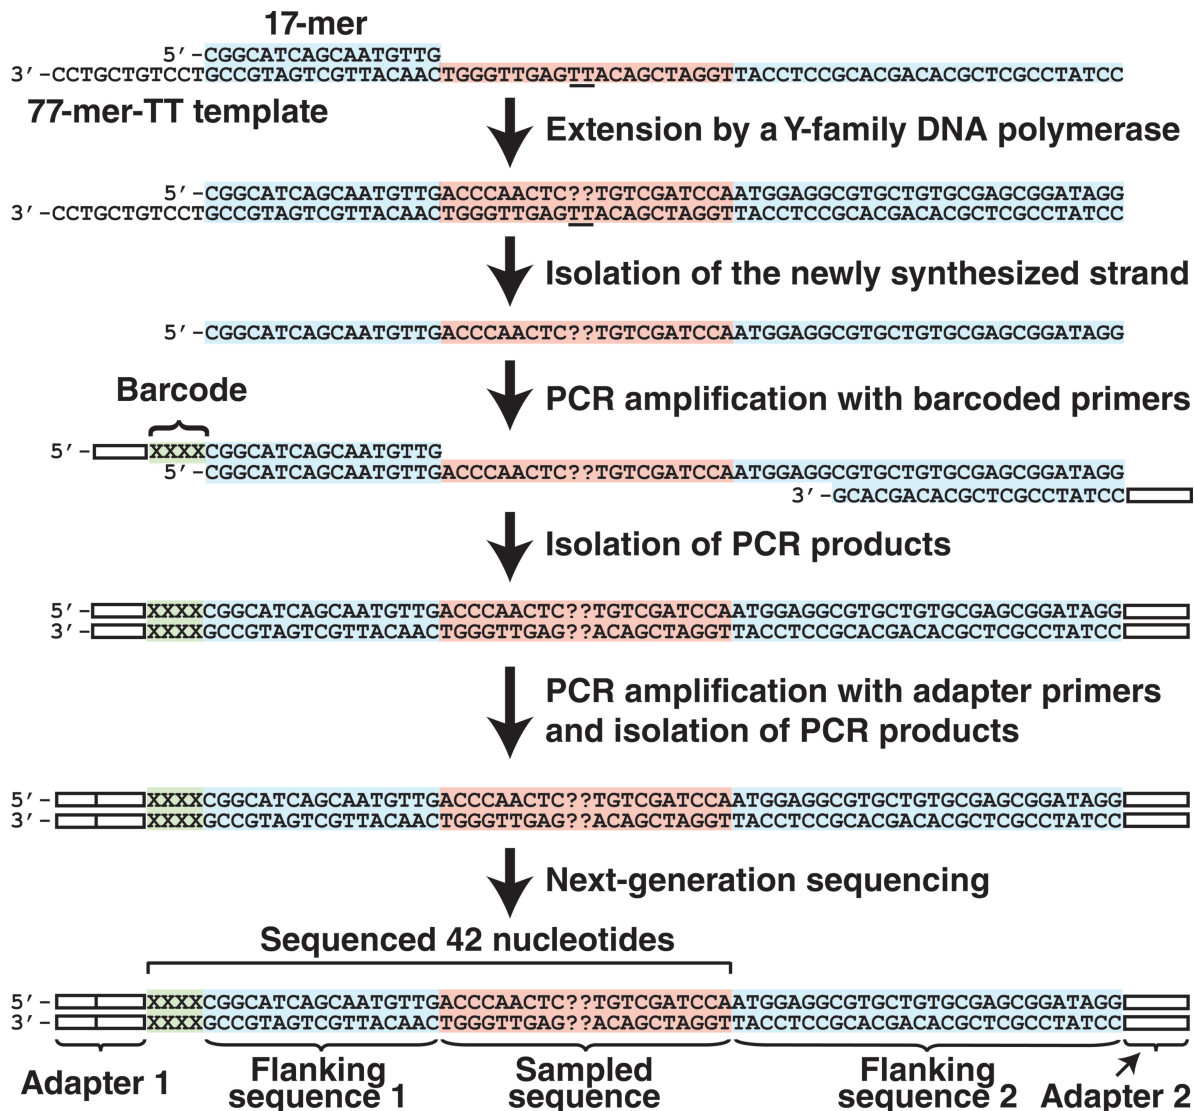 17-mer
5′-CGGCATCAGCAATGTTG
3′-CCTGCTGTCCTGCCGTAGTCGTTACAACTGGGTTGAGTTACAGCTAGGTTACCTCCGCACGACACGCTCGCCTATCC
77-mer-TT template
Extension by a Y-family DNA polymerase
5′-CGGCATCAGCAATGTTGACCCAACTC??TGTCGATCCAATGGAGGCGTGCTGTGCGAGCGGATAGG
3′-CCTGCTGTCCTGCCGTAGTCGTTACAACTGGGTTGAGTTACAGCTAGGTTACCTCCGCACGACACGCTCGCCTATCC
Isolation of the newly synthesized strand
5′-CGGCATCAGCAATGTTGACCCAACTC??TGTCGATCCAATGGAGGCGTGCTGTGCGAGCGGATAGG
Barcode
PCR amplification with barcoded primers
5′-XXXXCGGCATCAGCAATGTTG
5′-CGGCATCAGCAATGTTGACCCAACTC??TGTCGATCCAATGGAGGCGTGCTGTGCGAGCGGATAGG
3′-GCACGACACGCTCGCCTATCC
Isolation of PCR products
5′-XXXXCGGCATCAGCAATGTTGACCCAACTC??TGTCGATCCAATGGAGGCGTGCTGTGCGAGCGGATAGG
3′-XXXXGCCGTAGTCGTTACAACTGGGTTGAG??ACAGCTAGGTTACCTCCGCACGACACGCTCGCCTATCC
PCR amplification with adapter primers
and isolation of PCR products
5′-XXXXCGGCATCAGCAATGTTGACCCAACTC??TGTCGATCCAATGGAGGCGTGCTGTGCGAGCGGATAGG
3′-XXXXGCCGTAGTCGTTACAACTGGGTTGAG??ACAGCTAGGTTACCTCCGCACGACACGCTCGCCTATCC
Next-generation sequencing
Sequenced 42 nucleotides
5′-XXXXCGGCATCAGCAATGTTGACCCAACTC??TGTCGATCCAATGGAGGCGTGCTGTGCGAGCGGATAGG
3′-XXXXGCCGTAGTCGTTACAACTGGGTTGAG??ACAGCTAGGTTACCTCCGCACGACACGCTCGCCTATCC
Adapter 1
Flanking
sequence 1
Sampled
sequence
Flanking
sequence 2
Adapter 2